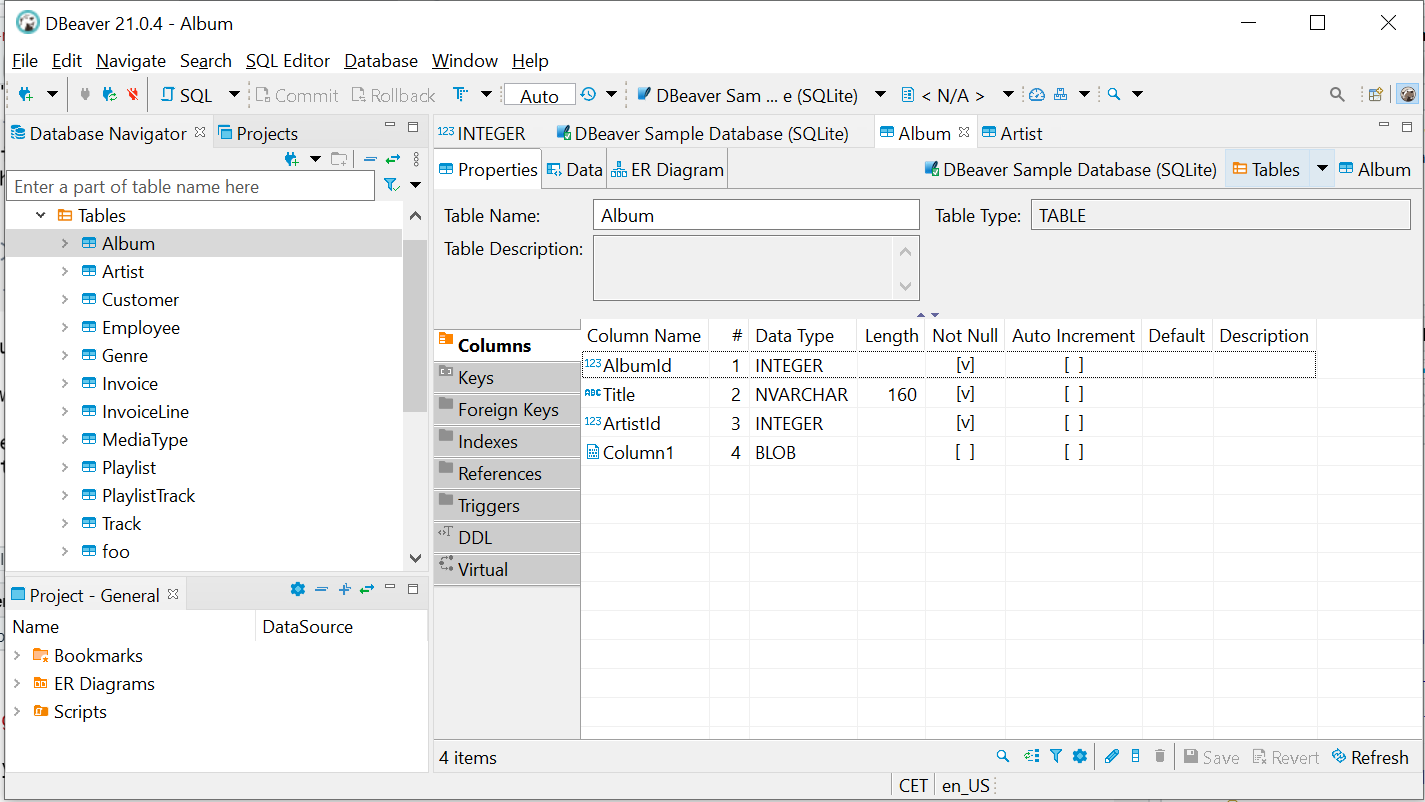 DBeaver 21.0.4 - Album
File Edit Navigate Search SQL Editor Database Window Help
SQL Commit Rollback Auto DBeaver Sam ... e (SQLite) < N/A >
Database Navigator Projects
Enter a part of table name here
Tables
Album
Artist
Customer
Employee
Genre
Invoice
InvoiceLine
MediaType
Playlist
PlaylistTrack
Track
foo
Project - General
Name DataSource
Bookmarks
ER Diagrams
Scripts
123 INTEGER DBeaver Sample Database (SQLite) Album Artist
Properties Data ER Diagram DBeaver Sample Database (SQLite) Tables Album
Table Name: Album Table Type: TABLE
Table Description:
Columns
Keys
Foreign Keys
Indexes
References
Triggers
DDL
Virtual
Column Name # Data Type Length Not Null Auto Increment Default Description
123 AlbumId 1 INTEGER [v] [ ]
ABC Title 2 NVARCHAR 160 [v] [ ]
123 ArtistId 3 INTEGER [v] [ ]
Column1 4 BLOB [ ] [ ]
4 items Save Revert Refresh
CET en_US